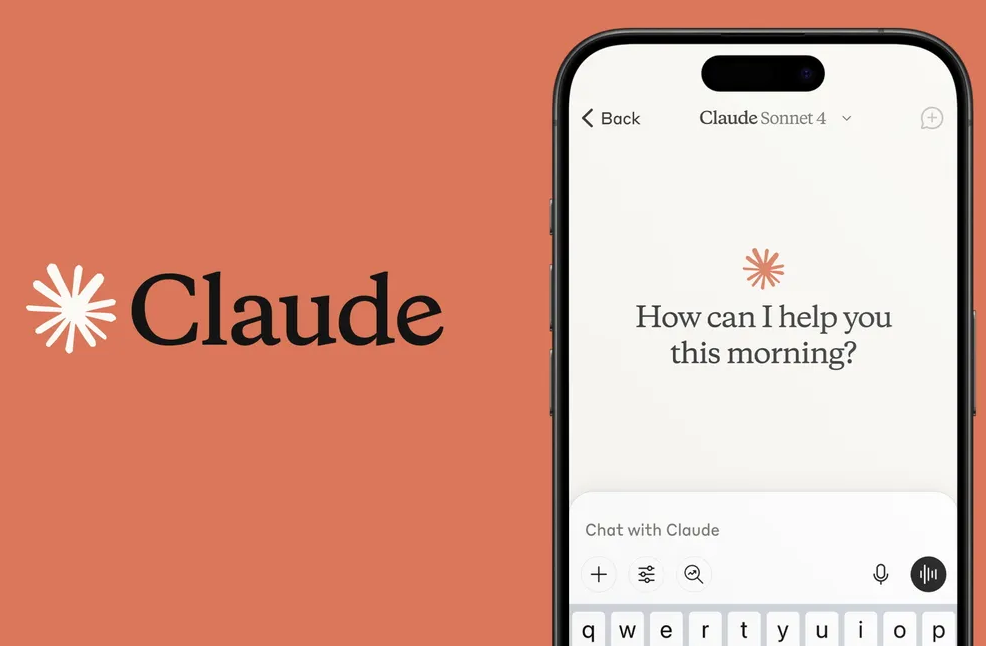 Claude
Back
Claude Sonnet 4
How can I help you
this morning?
Chat with Claude
q w e r t y u i o p